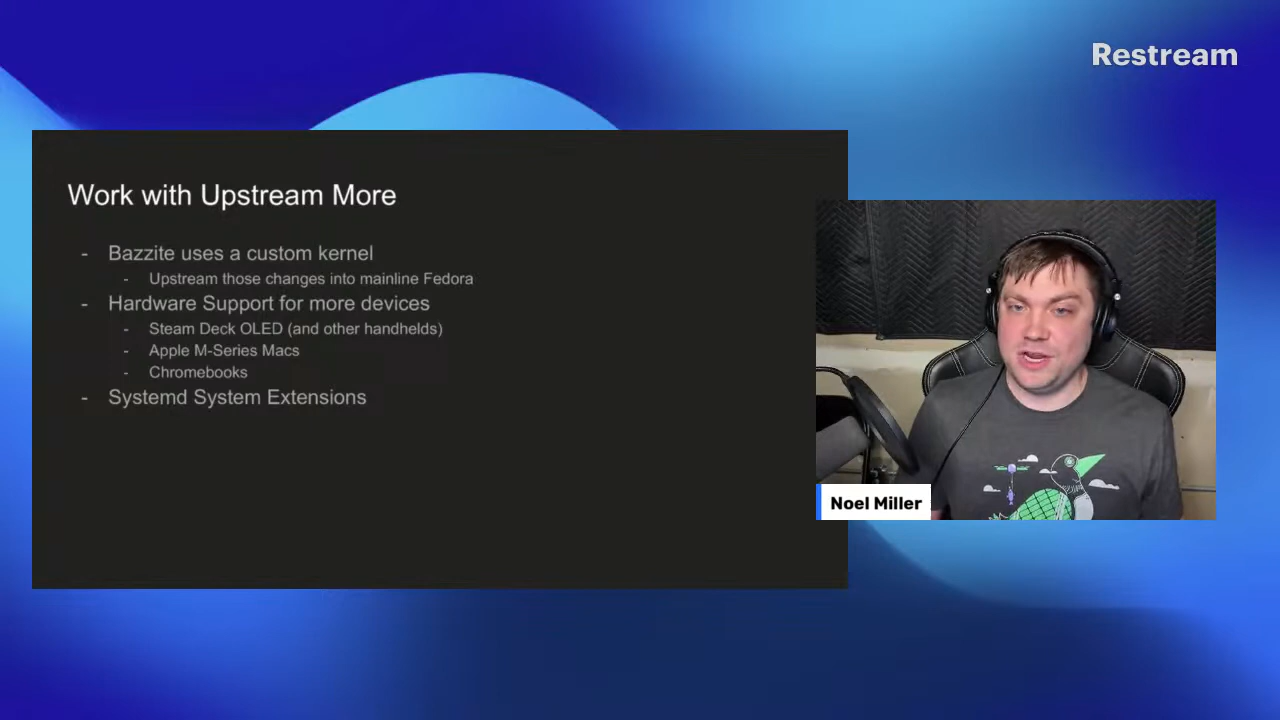 Restream
Work with Upstream More
- Bazzite uses a custom kernel
- Upstream those changes into mainline Fedora
- Hardware Support for more devices
- Steam Deck OLED (and other handhelds)
- Apple M-Series Macs
- Chromebooks
- Systemd System Extensions
Noel Miller